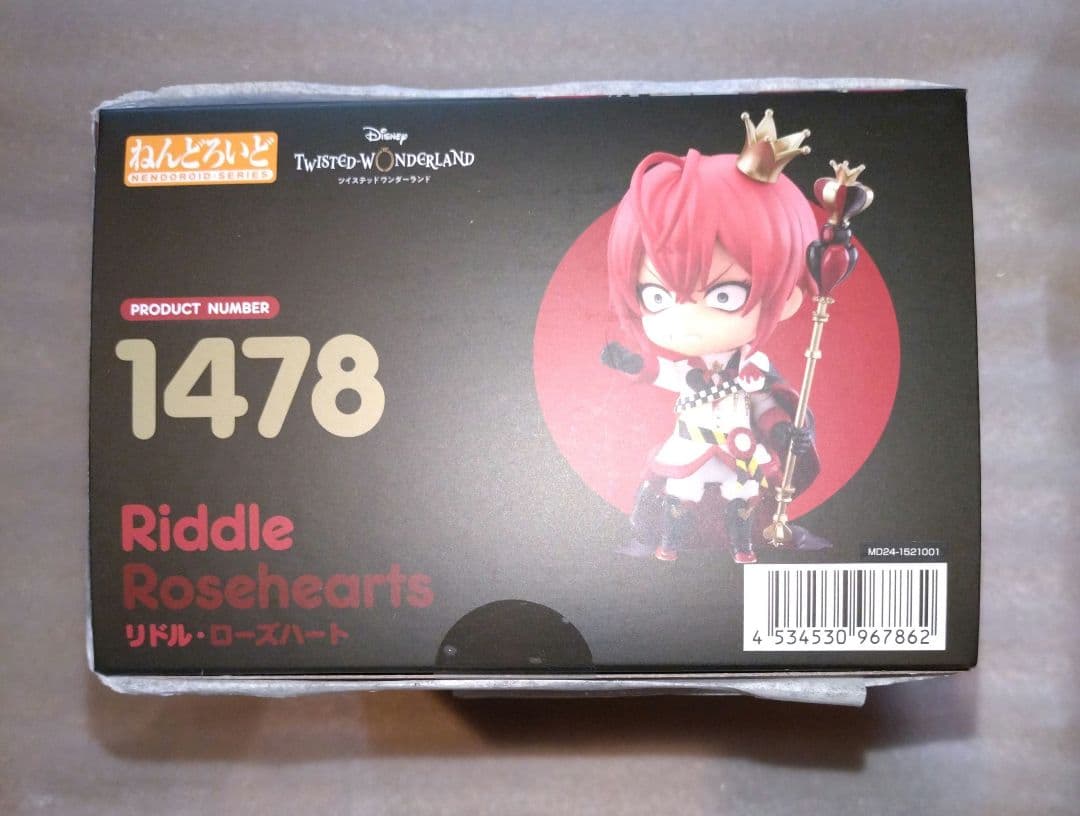 ねんどろいど
NENDOROID SERIES
Disney
TWISTED-WONDERLAND
ツイステッドワンダーランド
PRODUCT NUMBER
1478
Riddle
Rosehearts
リドル・ローズハート
MD24-1521001
4 534530 967862